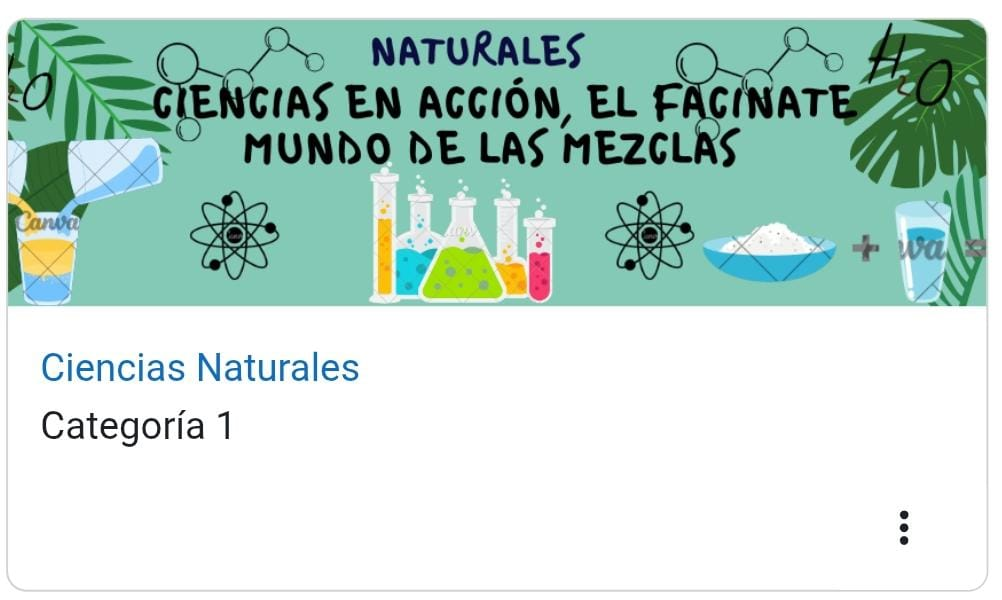 NATURALES
CIENCIAS EN ACCIÓN, EL FACINATE
MUNDO DE LAS MEZCLAS
H2O
Canva
+
=
Ciencias Naturales
Categoría 1